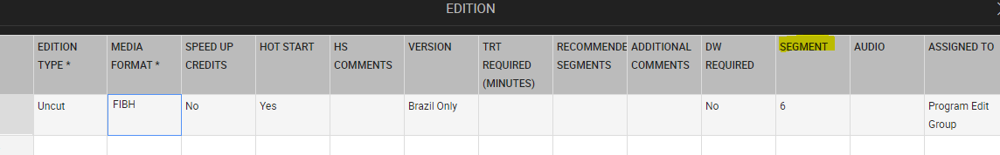 EDITION
EDITION TYPE *
MEDIA FORMAT *
SPEED UP CREDITS
HOT START
HS COMMENTS
VERSION
TRT REQUIRED (MINUTES)
RECOMMENDE SEGMENTS
ADDITIONAL COMMENTS
DW REQUIRED
SEGMENT
AUDIO
ASSIGNED TO
Uncut
FIBH
No
Yes
Brazil Only
No
6
Program Edit
Group